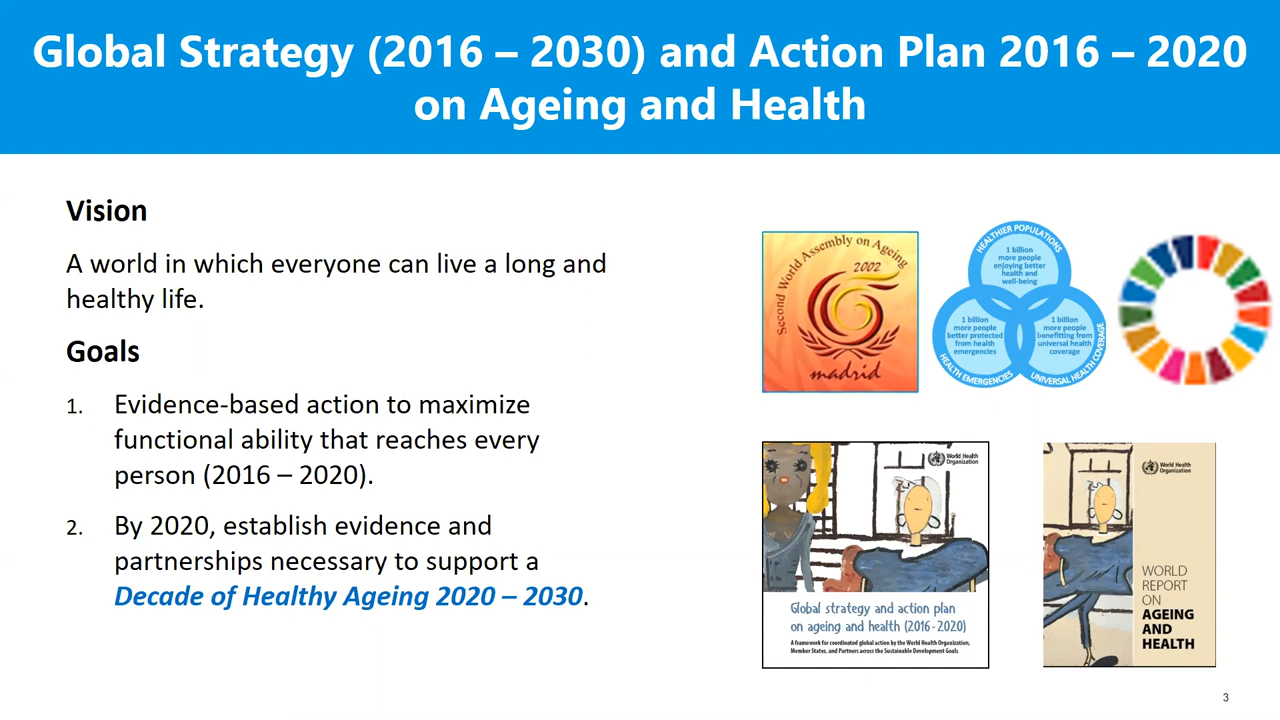 Global Strategy (2016 – 2030) and Action Plan 2016 – 2020
on Ageing and Health
Vision
A world in which everyone can live a long and
healthy life.
Goals
1. Evidence-based action to maximize
functional ability that reaches every
person (2016 – 2020).
2. By 2020, establish evidence and
partnerships necessary to support a
Decade of Healthy Ageing 2020 – 2030.
Second World Assembly on Ageing
2002
madrid
HEALTHIER POPULATIONS
1 billion
more people
enjoying better
health and
well-being
1 billion
more people
better protected
from health
emergencies
HEALTH EMERGENCIES
1 billion
more people
benefitting from
universal health
coverage
UNIVERSAL HEALTH COVERAGE
World Health
Organization
Global strategy and action plan
on ageing and health (2016-2020)
A framework for coordinated global action by the World Health Organization,
Member States, and Partners across the Sustainable Development Goals
World Health
Organization
WORLD
REPORT
ON
AGEING
AND
HEALTH
3